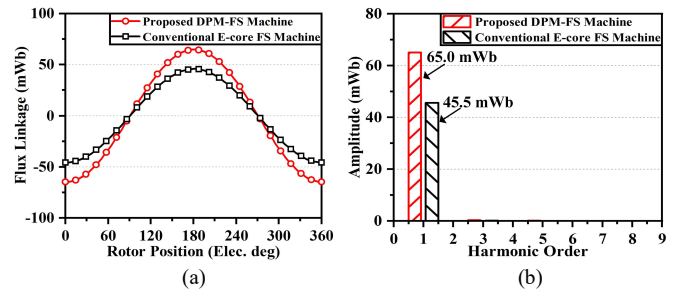 Proposed DPM-FS Machine
Conventional E-core FS Machine
Flux Linkage (mWb)
100
50
0
-50
-100
0 60 120 180 240 300 360
Rotor Position (Elec. deg)
(a)
Proposed DPM-FS Machine
Conventional E-core FS Machine
65.0 mWb
45.5 mWb
Amplitude (mWb)
80
60
40
20
0
0 1 2 3 4 5 6 7 8 9
Harmonic Order
(b)